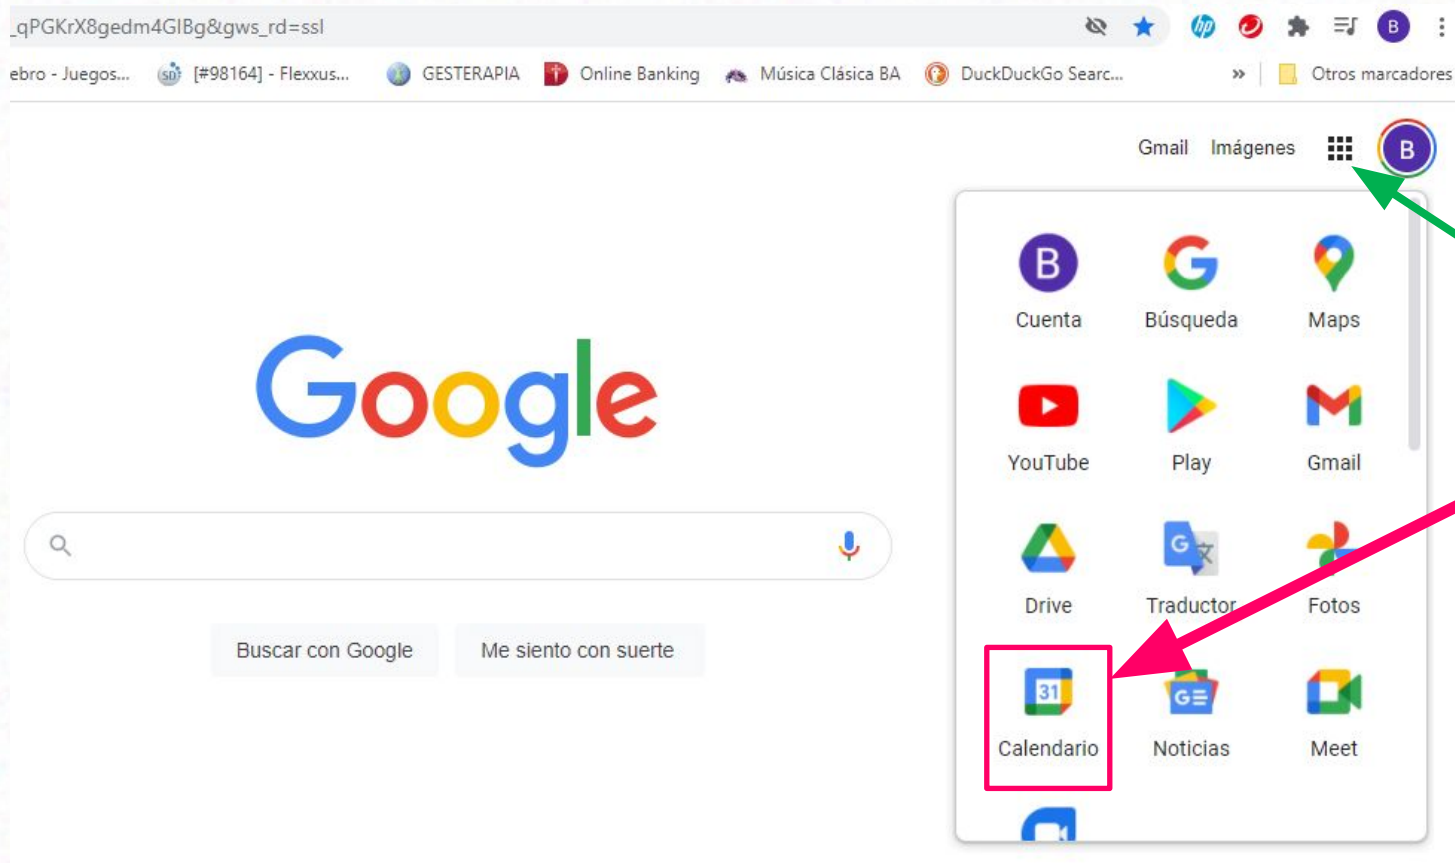 _qPGKrX8gedm4GIBg&gws_rd=ssl
B
ebro - Juegos... [#98164] - Flexxus... GESTERAPIA Online Banking Música Clásica BA DuckDuckGo Searc... » Otros marcadores
Gmail Imágenes B
B
Cuenta Búsqueda Maps
YouTube Play Gmail
Google
Drive Traductor Fotos
Buscar con Google Me siento con suerte
31
Calendario Noticias Meet